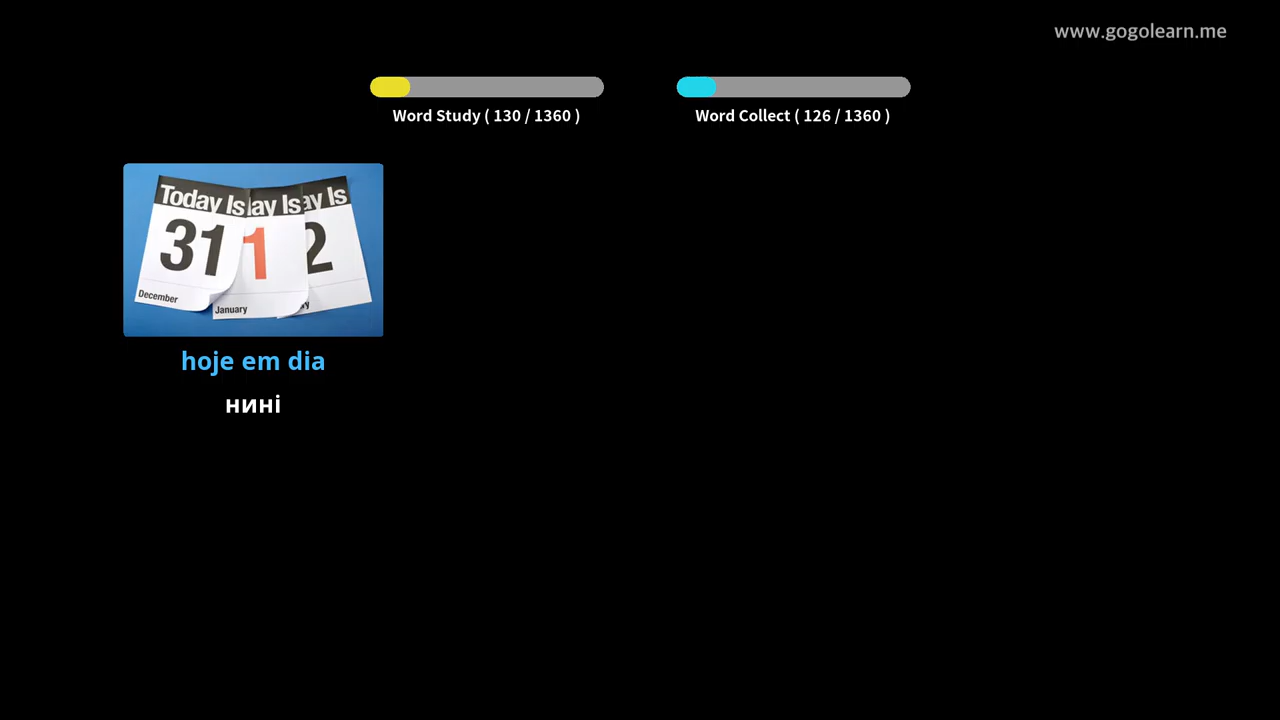 www.gogolearn.me
Word Study ( 130 / 1360 )
Word Collect ( 126 / 1360 )
Today Is
ay Is
ay Is
31
1
2
December
January
hoje em dia
нині